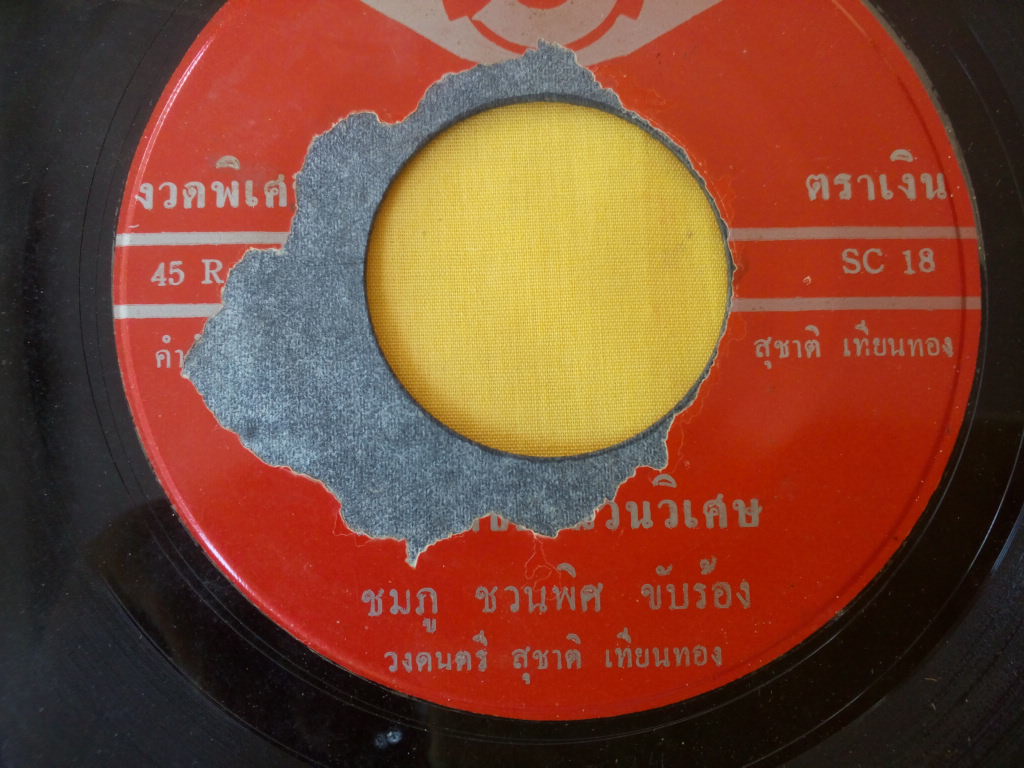 งวดพิเศ ตราเงิน
45 R SC 18
คำ สุชาติ เทียนทอง
วนวิเศษ
ชมภู ชวนพิศ ขับร้อง
วงดนตรี สุชาติ เทียนทอง